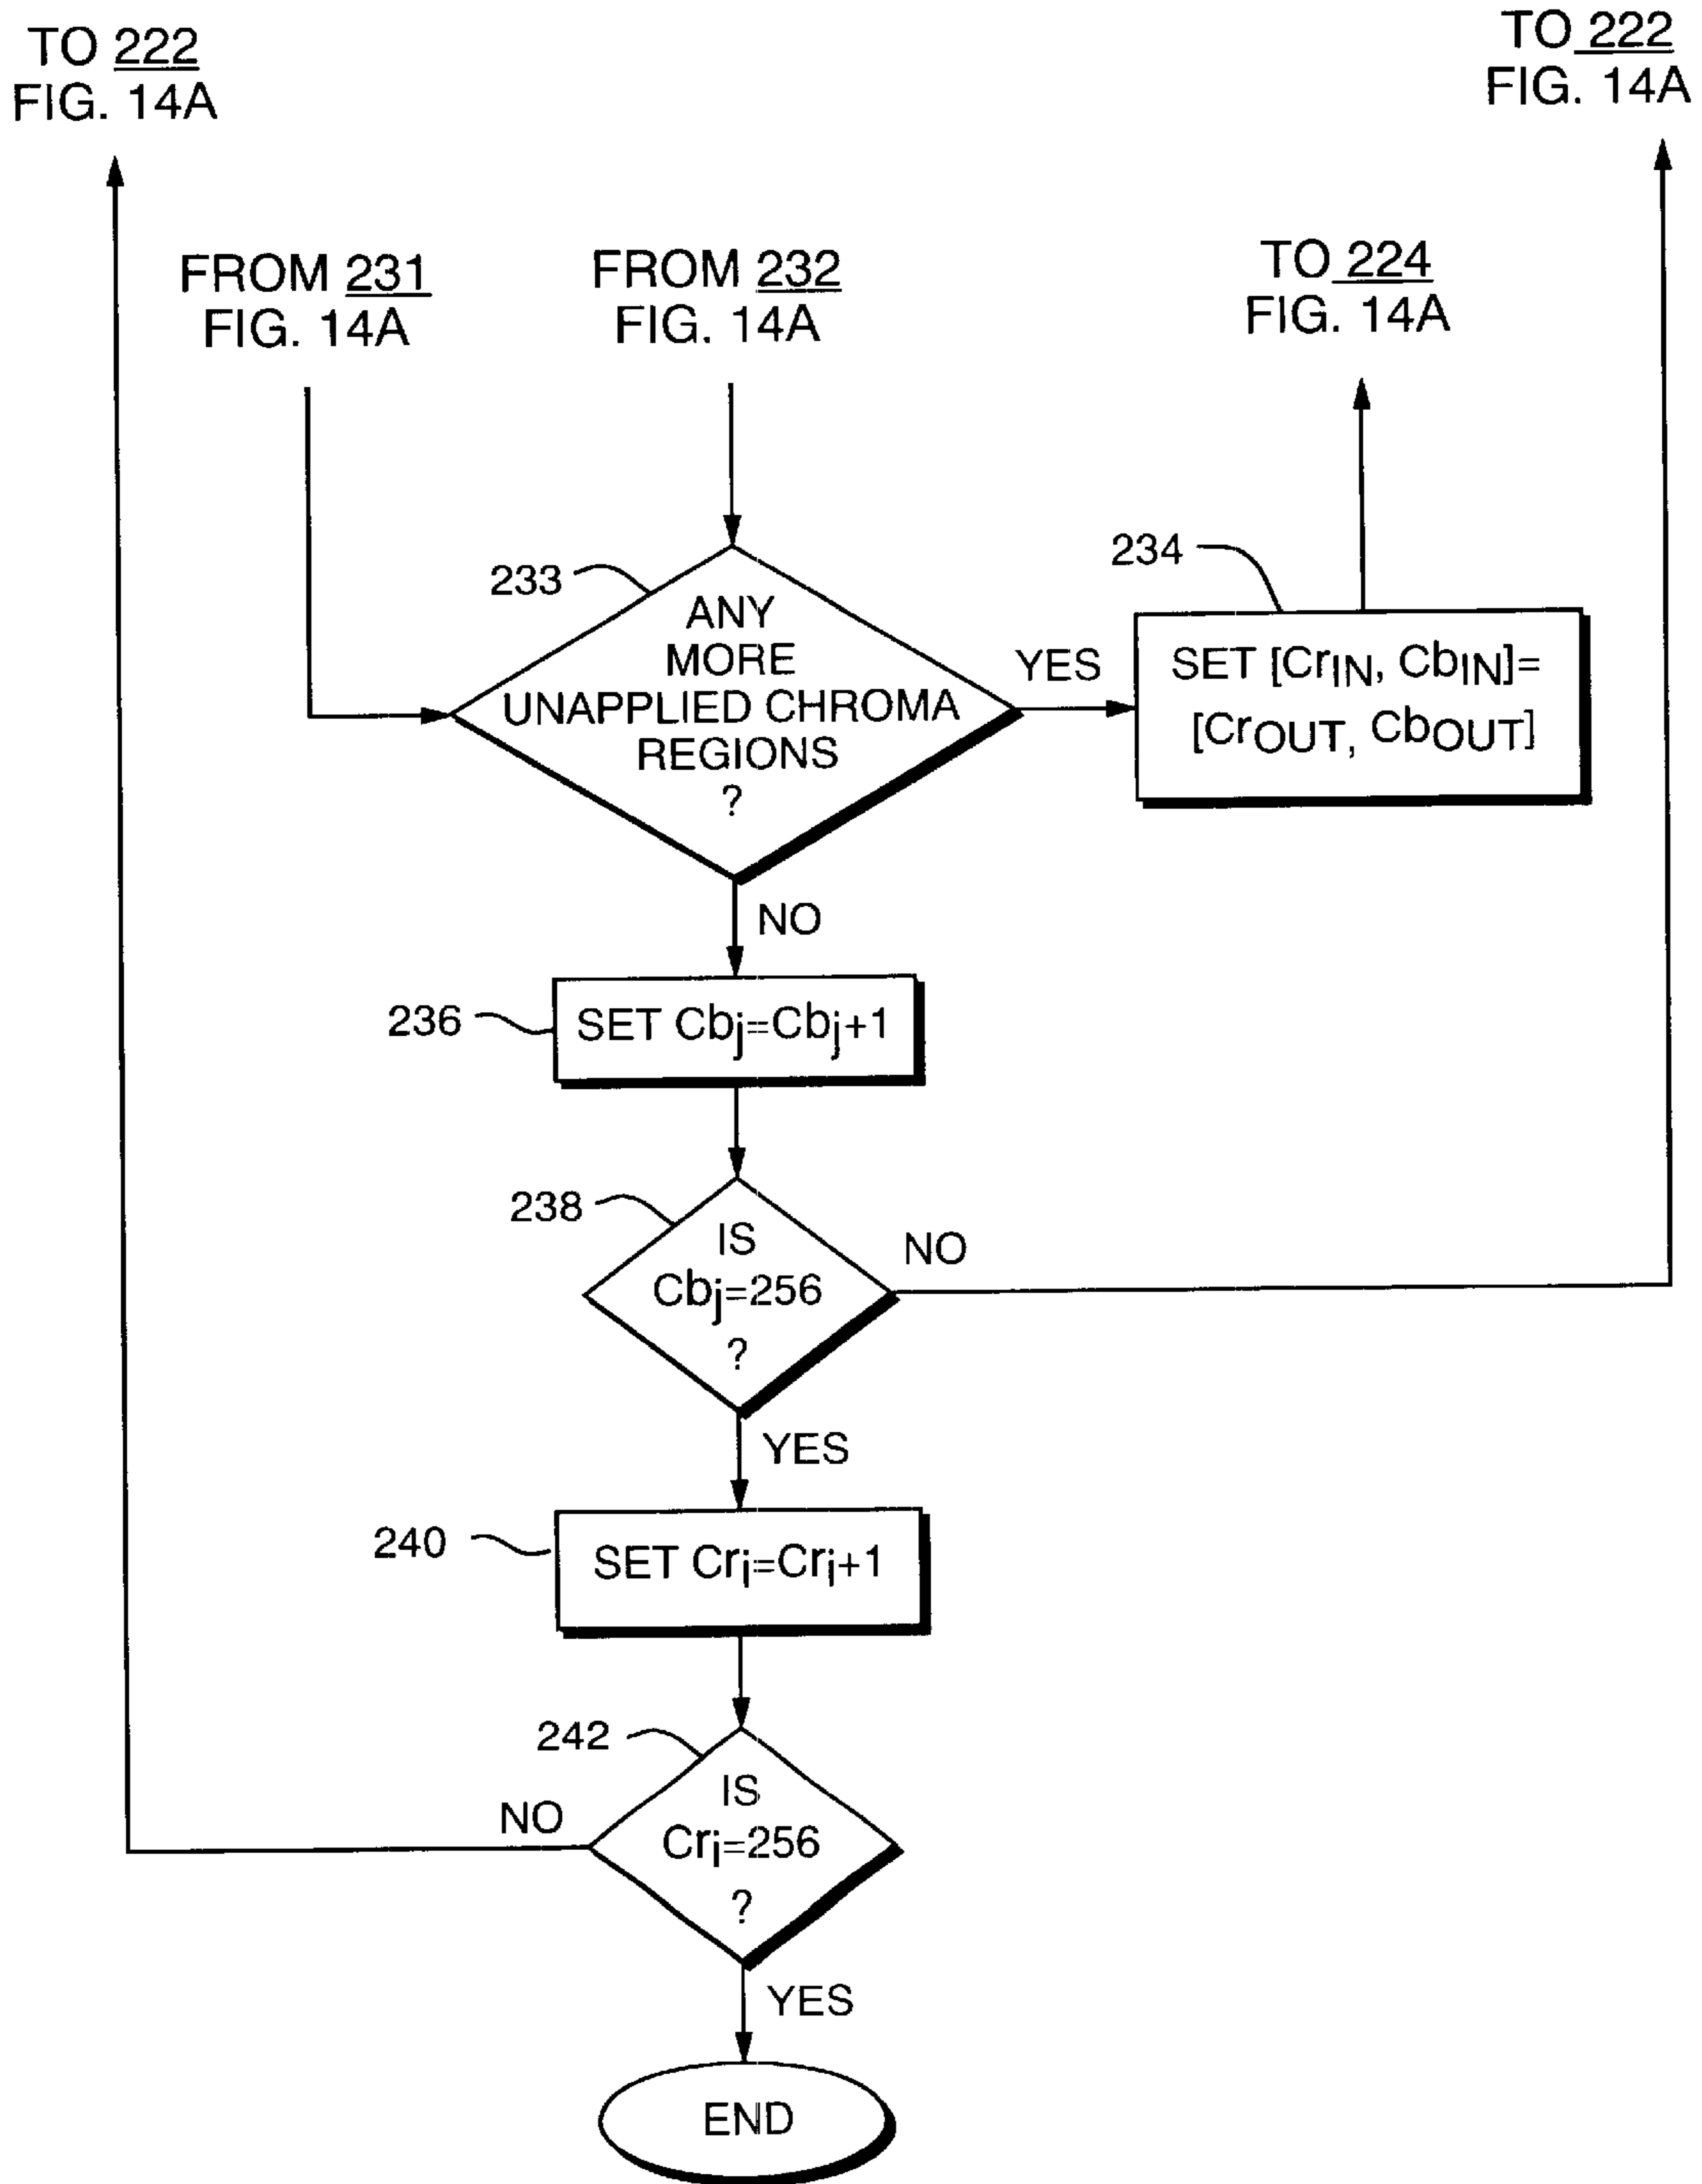 TO 222
FIG. 14A
TO 222
FIG. 14A
FROM 231
FIG. 14A
FROM 232
FIG. 14A
TO 224
FIG. 14A
233
ANY
MORE
UNAPPLIED CHROMA
REGIONS
?
YES
234
SET [CrIN, CbIN]=
[CrOUT, CbOUT]
NO
236
SET Cbj=Cbj+1
238
IS
Cbj=256
?
NO
YES
240
SET Cri=Cri+1
242
IS
Cri=256
?
NO
YES
END